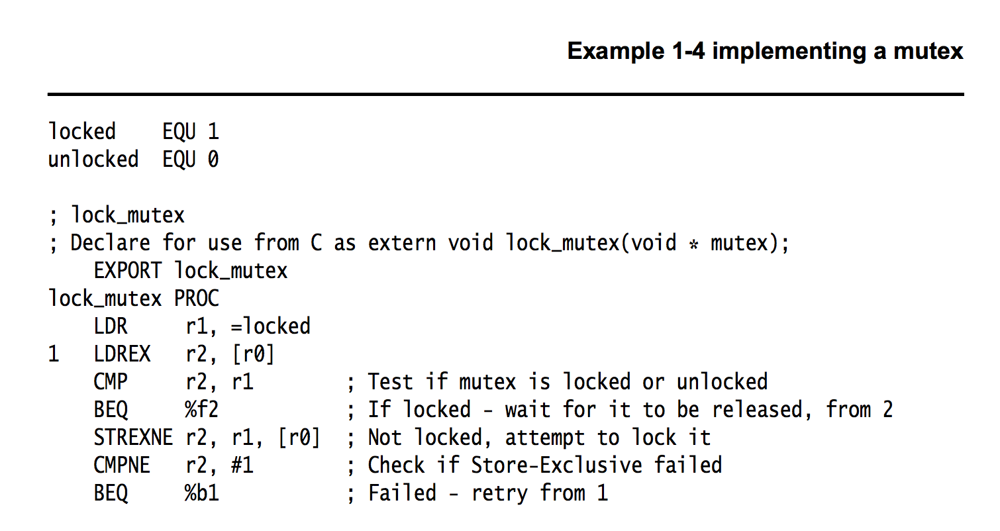 Example 1-4 implementing a mutex
locked    EQU 1
unlocked  EQU 0
; lock_mutex
; Declare for use from C as extern void lock_mutex(void * mutex);
    EXPORT lock_mutex
lock_mutex PROC
    LDR     r1, =locked
1   LDREX   r2, [r0]
    CMP     r2, r1        ; Test if mutex is locked or unlocked
    BEQ     %f2           ; If locked - wait for it to be released, from 2
    STREXNE r2, r1, [r0]  ; Not locked, attempt to lock it
    CMPNE   r2, #1        ; Check if Store-Exclusive failed
    BEQ     %b1           ; Failed - retry from 1